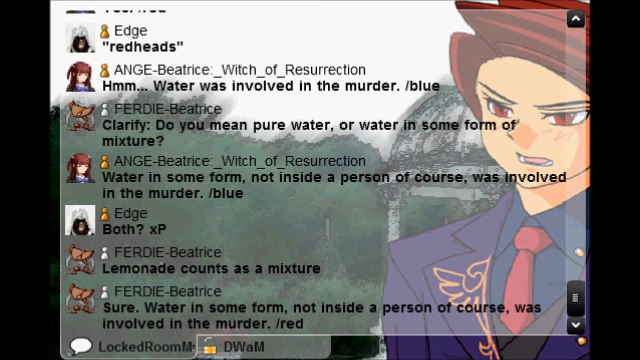 Edge
"redheads"
ANGE-Beatrice:_Witch_of_Resurrection
Hmm... Water was involved in the murder. /blue
FERDIE-Beatrice
Clarify: Do you mean pure water, or water in some form of
mixture?
ANGE-Beatrice:_Witch_of_Resurrection
Water in some form, not inside a person of course, was involved
in the murder. /blue
Edge
Both? xP
FERDIE-Beatrice
Lemonade counts as a mixture
FERDIE-Beatrice
Sure. Water in some form, not inside a person of course, was
involved in the murder. /red
LockedRoomM
DWaM